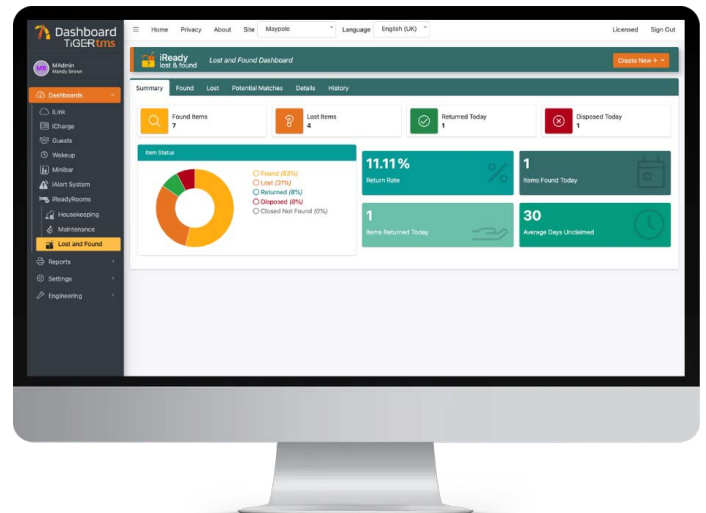 Dashboard
TiGERtms
Home Privacy About Site Maypole Language English (UK) Licensed Sign Out
MB
MAdmin
Mandy Brown
iReady
lost & found
Lost and Found Dashboard
Create New +
Dashboards
iLink
iCharge
Guests
Wakeup
Minibar
iAlert System
iReadyRooms
Housekeeping
Maintenance
Lost and Found
Reports
Settings
Engineering
Summary Found Lost Potential Matches Details History
Found Items
7
Lost Items
4
Returned Today
1
Disposed Today
1
Item Status
Found (53%)
Lost (31%)
Returned (8%)
Disposed (8%)
Closed Not Found (0%)
11.11 %
Return Rate
%
1
Items Found Today
1
Items Returned Today
30
Average Days Unclaimed